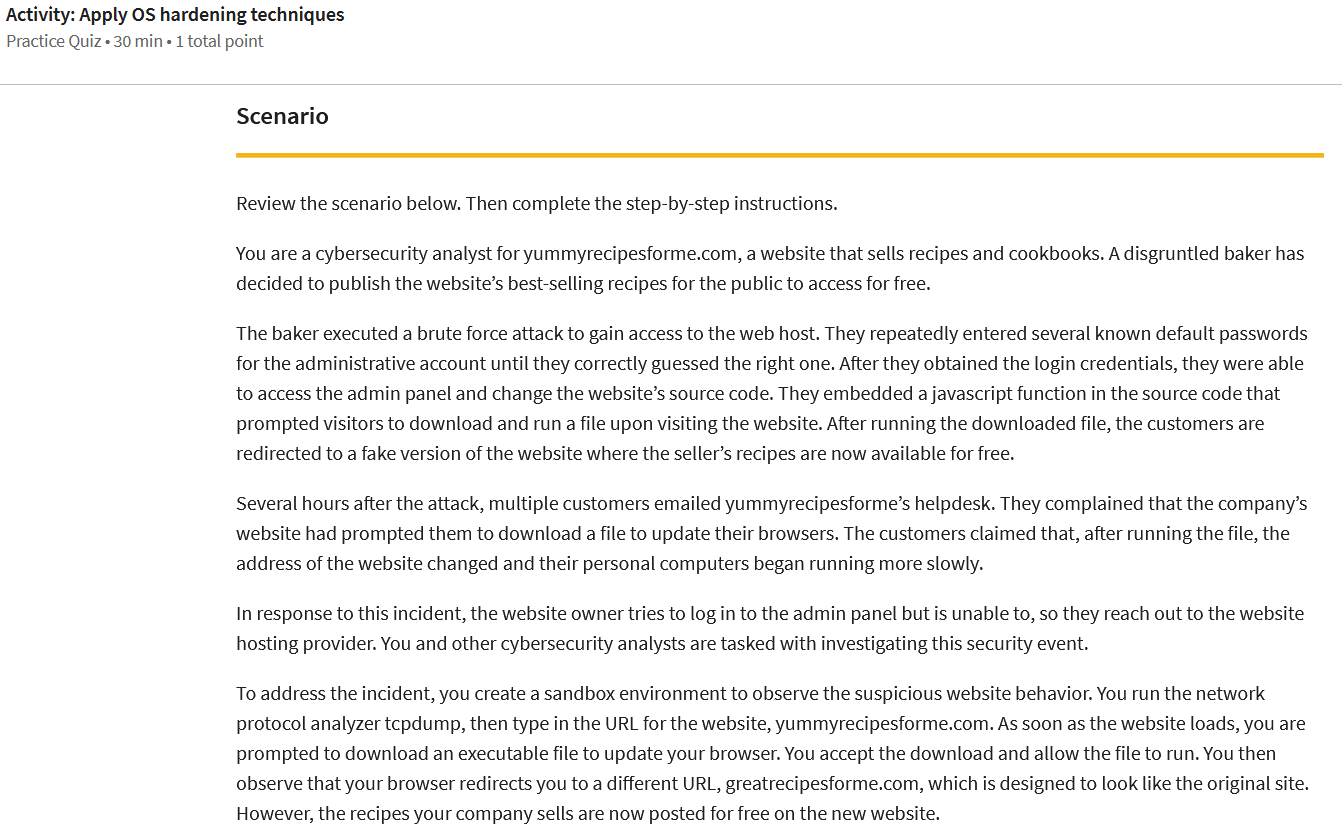 Activity: Apply OS hardening techniques
Practice Quiz • 30 min • 1 total point
Scenario
Review the scenario below. Then complete the step-by-step instructions.
You are a cybersecurity analyst for yummyrecipesforme.com, a website that sells recipes and cookbooks. A disgruntled baker has
decided to publish the website’s best-selling recipes for the public to access for free.
The baker executed a brute force attack to gain access to the web host. They repeatedly entered several known default passwords
for the administrative account until they correctly guessed the right one. After they obtained the login credentials, they were able
to access the admin panel and change the website’s source code. They embedded a javascript function in the source code that
prompted visitors to download and run a file upon visiting the website. After running the downloaded file, the customers are
redirected to a fake version of the website where the seller’s recipes are now available for free.
Several hours after the attack, multiple customers emailed yummyrecipesforme’s helpdesk. They complained that the company’s
website had prompted them to download a file to update their browsers. The customers claimed that, after running the file, the
address of the website changed and their personal computers began running more slowly.
In response to this incident, the website owner tries to log in to the admin panel but is unable to, so they reach out to the website
hosting provider. You and other cybersecurity analysts are tasked with investigating this security event.
To address the incident, you create a sandbox environment to observe the suspicious website behavior. You run the network
protocol analyzer tcpdump, then type in the URL for the website, yummyrecipesforme.com. As soon as the website loads, you are
prompted to download an executable file to update your browser. You accept the download and allow the file to run. You then
observe that your browser redirects you to a different URL, greatrecipesforme.com, which is designed to look like the original site.
However, the recipes your company sells are now posted for free on the new website.